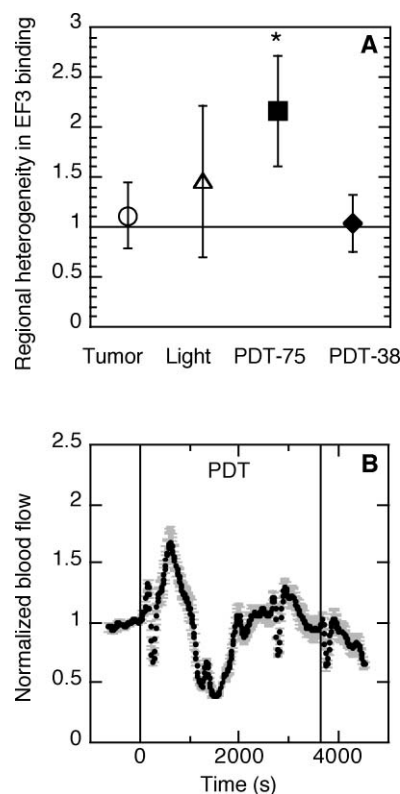 A
*
Regional heterogeneity in EF3 binding
3
2.5
2
1.5
1
0.5
0
Tumor Light PDT-75 PDT-38
B
PDT
Normalized blood flow
2.5
2
1.5
1
0.5
0
0 2000 4000
Time (s)